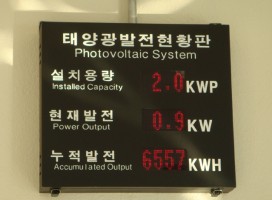 태양광발전현황판
Photovoltaic System
설치용량 2.0 KWP
Installed Capacity
현재발전 0.9 KW
Power Output
누적발전 6557 KWH
Accumulated Output